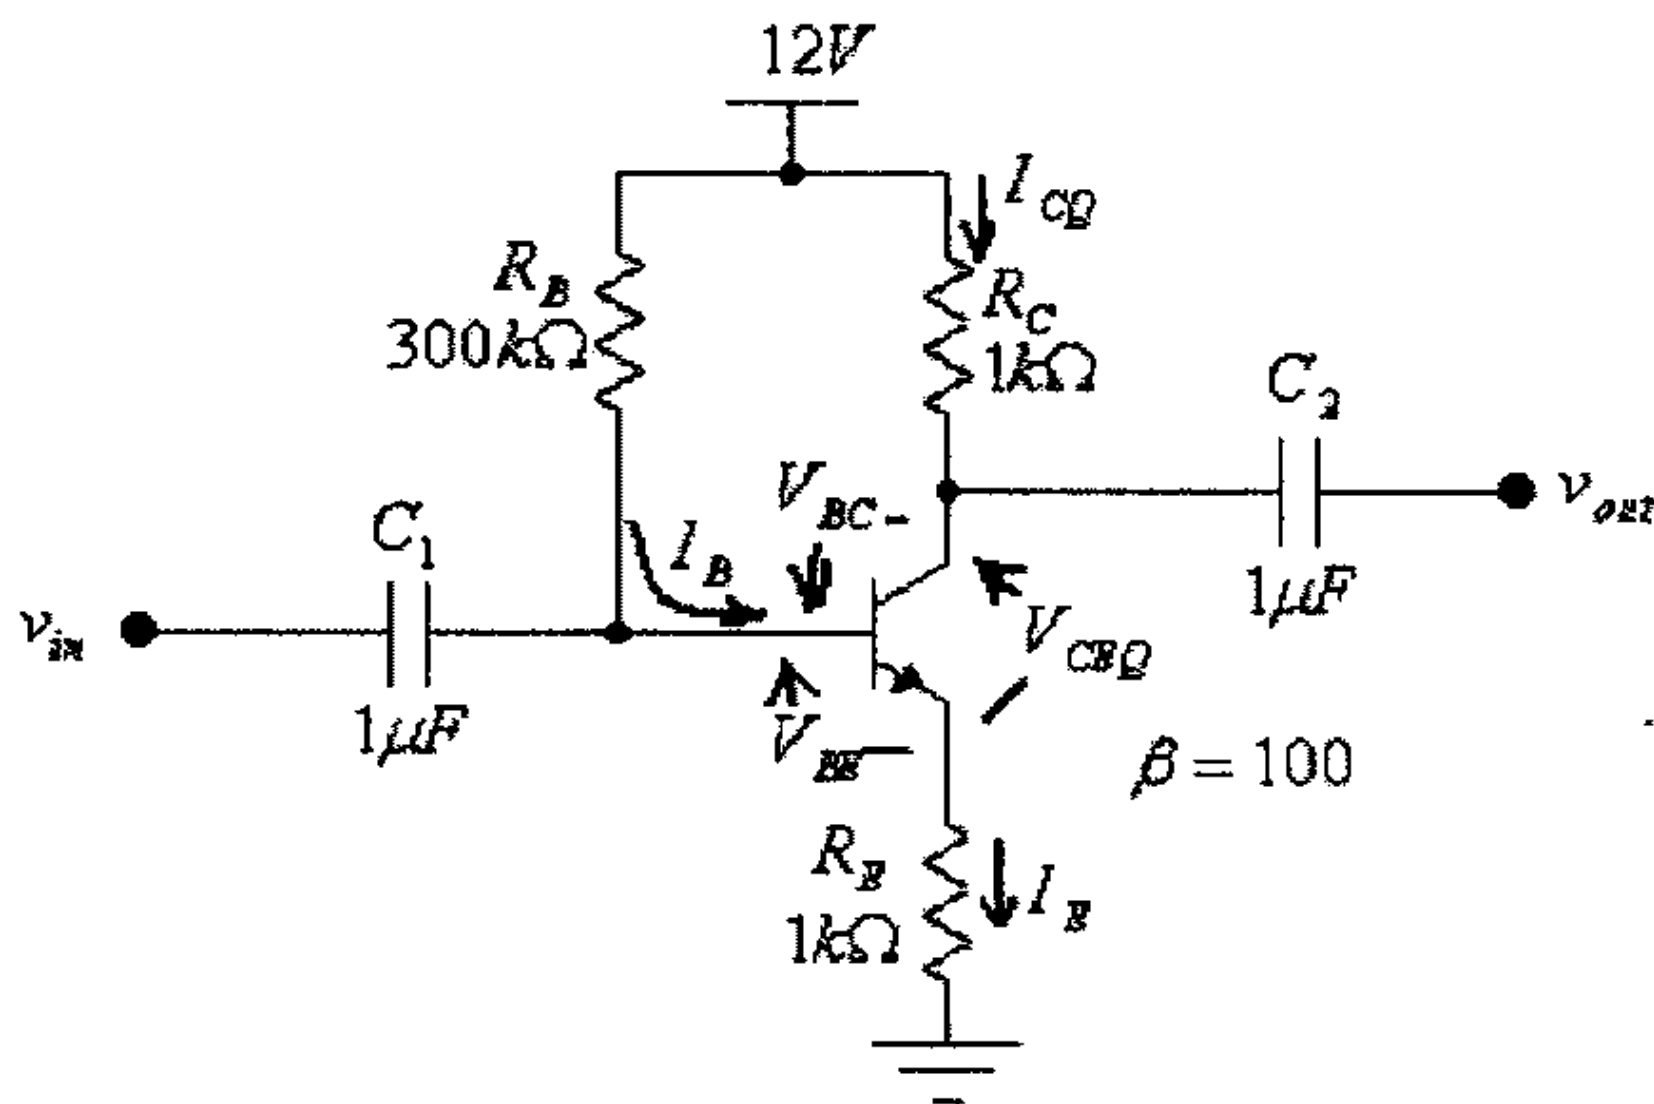 12V
I_CQ
R_B
300kΩ
R_C
1kΩ
C_2
V_BC-
C_1
I_B
v_out
1μF
v_in
V_CEQ
1μF
V_BE
β = 100
R_E
1kΩ
I_E